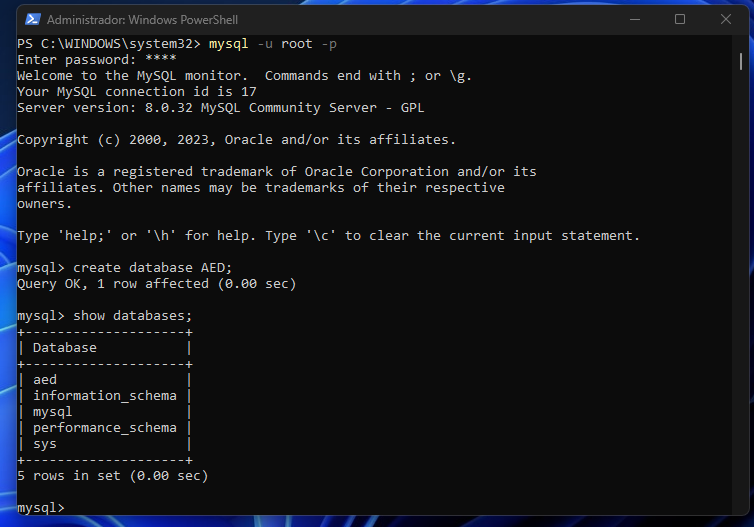 Administrador: Windows PowerShell
PS C:\WINDOWS\system32> mysql -u root -p
Enter password: ****
Welcome to the MySQL monitor.  Commands end with ; or \g.
Your MySQL connection id is 17
Server version: 8.0.32 MySQL Community Server - GPL

Copyright (c) 2000, 2023, Oracle and/or its affiliates.

Oracle is a registered trademark of Oracle Corporation and/or its
affiliates. Other names may be trademarks of their respective
owners.

Type 'help;' or '\h' for help. Type '\c' to clear the current input statement.

mysql> create database AED;
Query OK, 1 row affected (0.00 sec)

mysql> show databases;
+--------------------+
| Database           |
+--------------------+
| aed                |
| information_schema |
| mysql              |
| performance_schema |
| sys                |
+--------------------+
5 rows in set (0.00 sec)

mysql>